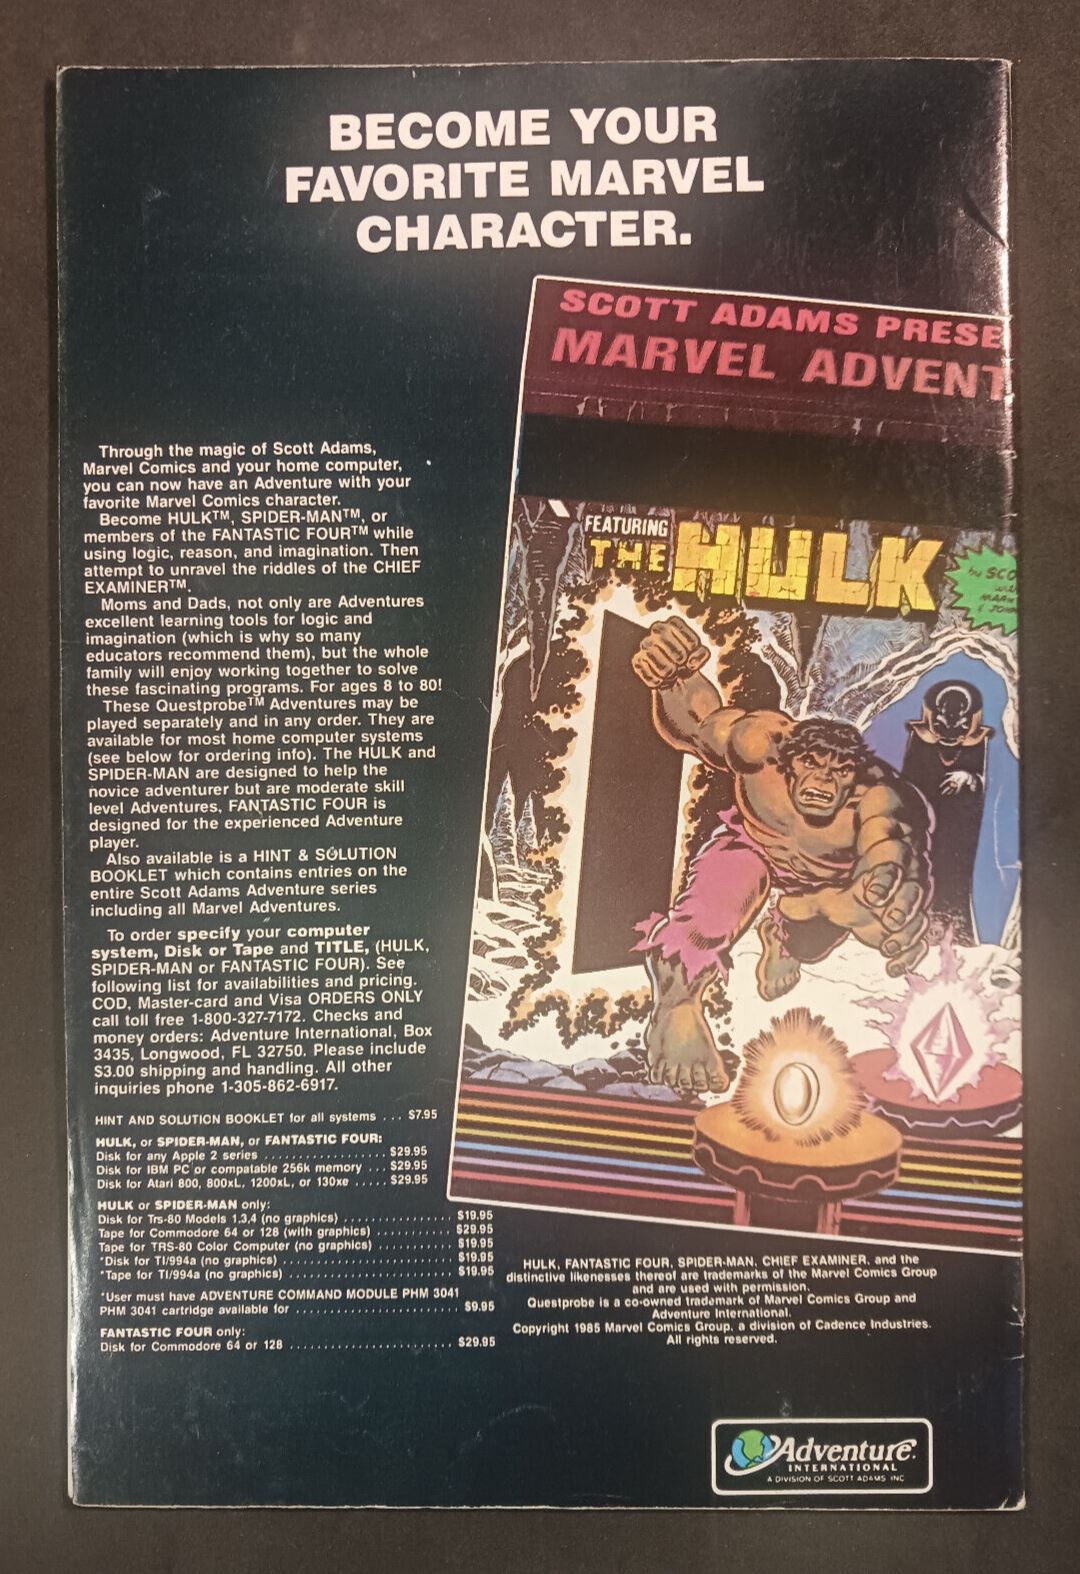 BECOME YOUR
FAVORITE MARVEL
CHARACTER.
SCOTT ADAMS PRESE
MARVEL ADVENT
FEATURING
THE HULK
by SCO
Through the magic of Scott Adams,
Marvel Comics and your home computer,
you can now have an Adventure with your
favorite Marvel Comics character.
Become HULK™, SPIDER-MAN™, or
members of the FANTASTIC FOUR™ while
using logic, reason, and imagination. Then
attempt to unravel the riddles of the CHIEF
EXAMINER™.
Moms and Dads, not only are Adventures
excellent learning tools for logic and
imagination (which is why so many
educators recommend them), but the whole
family will enjoy working together to solve
these fascinating programs. For ages 8 to 80!
These Questprobe™ Adventures may be
played separately and in any order. They are
available for most home computer systems
(see below for ordering info). The HULK and
SPIDER-MAN are designed to help the
novice adventurer but are moderate skill
level Adventures, FANTASTIC FOUR is
designed for the experienced Adventure
player.
Also available is a HINT & SOLUTION
BOOKLET which contains entries on the
entire Scott Adams Adventure series
including all Marvel Adventures.
To order specify your computer
system, Disk or Tape and TITLE, (HULK,
SPIDER-MAN or FANTASTIC FOUR). See
following list for availabilities and pricing.
COD, Master-card and Visa ORDERS ONLY
call toll free 1-800-327-7172. Checks and
money orders: Adventure International, Box
3435, Longwood, FL 32750. Please include
$3.00 shipping and handling. All other
inquiries phone 1-305-862-6917.
HINT AND SOLUTION BOOKLET for all systems ... $7.95
HULK, or SPIDER-MAN, or FANTASTIC FOUR:
Disk for any Apple 2 series .................. $29.95
Disk for IBM PC or compatable 256k memory ... $29.95
Disk for Atari 800, 800xL, 1200xL, or 130xe ..... $29.95
HULK or SPIDER-MAN only:
Disk for Trs-80 Models 1,3,4 (no graphics) ................ $19.95
Tape for Commodore 64 or 128 (with graphics) ........... $29.95
Tape for TRS-80 Color Computer (no graphics) ........... $19.95
*Disk for TI/994a (no graphics) ......................... $19.95
*Tape for TI/994a (no graphics) ......................... $19.95
*User must have ADVENTURE COMMAND MODULE PHM 3041
PHM 3041 cartridge available for ........................ $9.95
FANTASTIC FOUR only:
Disk for Commodore 64 or 128 ........................ $29.95
HULK, FANTASTIC FOUR, SPIDER-MAN, CHIEF EXAMINER, and the
distinctive likenesses thereof are trademarks of the Marvel Comics Group
and are used with permission.
Questprobe is a co-owned trademark of Marvel Comics Group and
Adventure International.
Copyright 1985 Marvel Comics Group, a division of Cadence Industries.
All rights reserved.
Adventure
INTERNATIONAL
A DIVISION OF SCOTT ADAMS INC